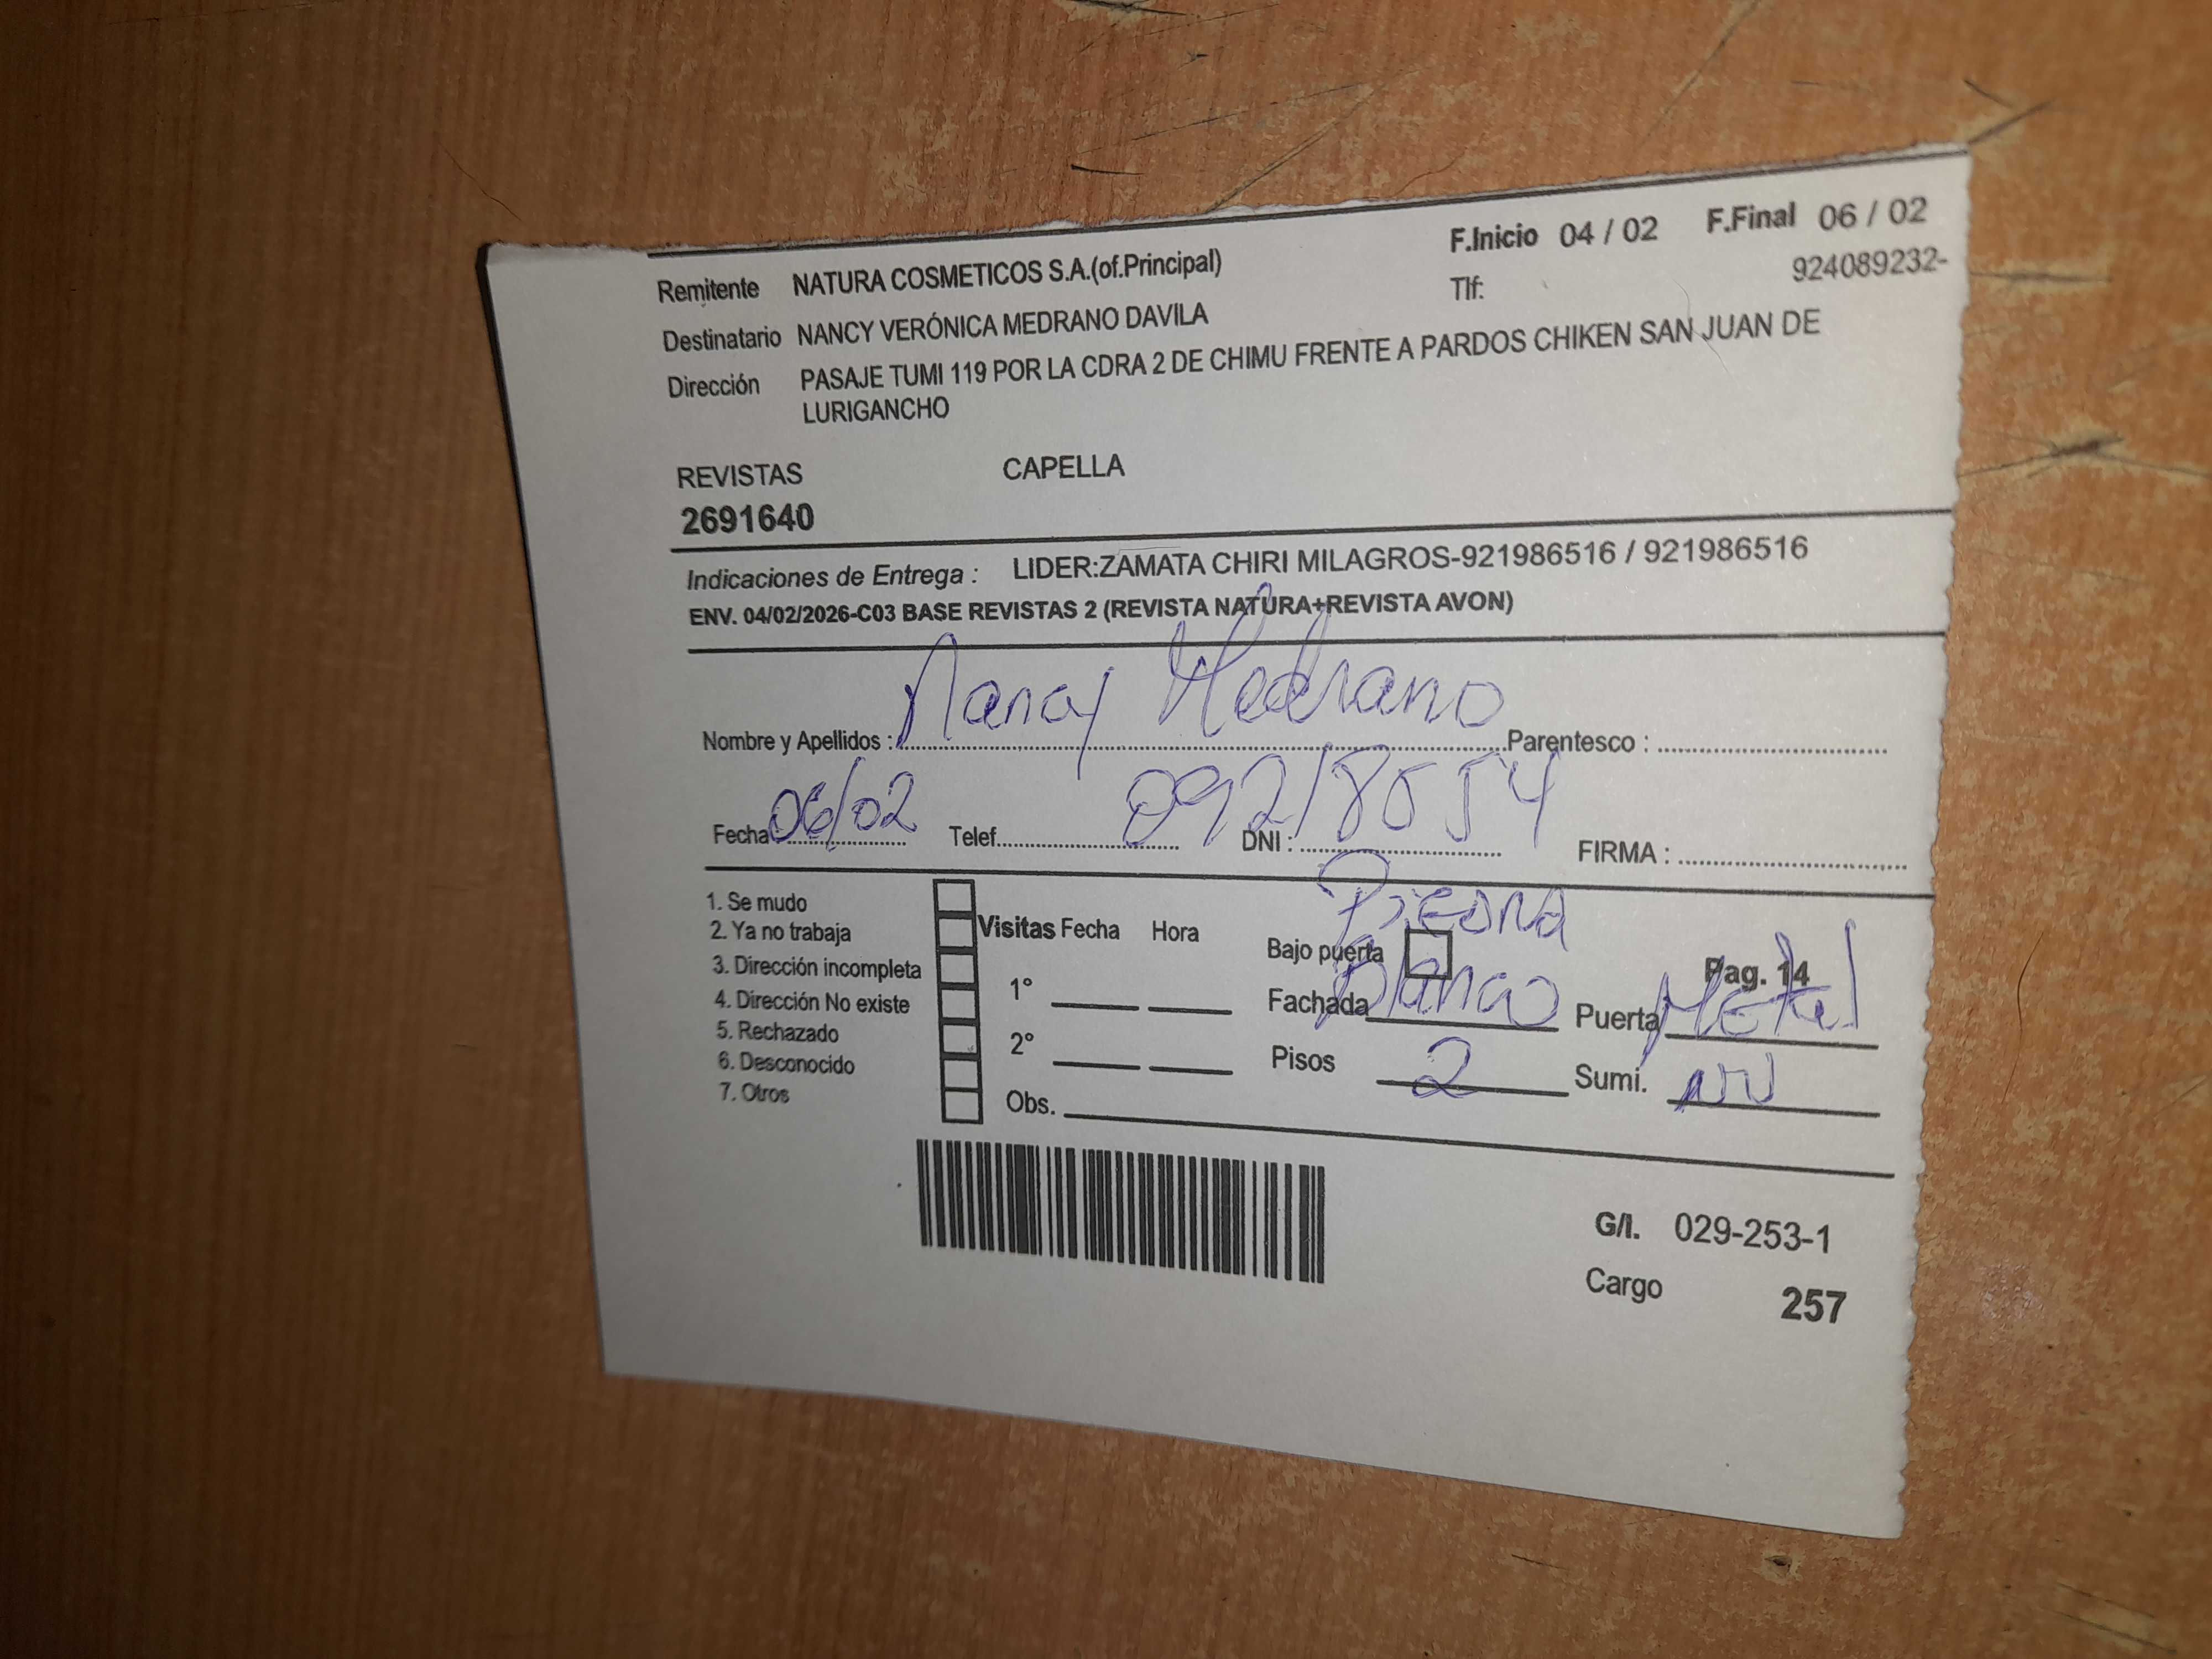 F.Inicio 04 / 02 F.Final 06 / 02
Remitente NATURA COSMETICOS S.A.(of.Principal) Tlf: 924089232-
Destinatario NANCY VERÓNICA MEDRANO DAVILA
Dirección PASAJE TUMI 119 POR LA CDRA 2 DE CHIMU FRENTE A PARDOS CHIKEN SAN JUAN DE
LURIGANCHO
REVISTAS CAPELLA
2691640
Indicaciones de Entrega : LIDER:ZAMATA CHIRI MILAGROS-921986516 / 921986516
ENV. 04/02/2026-C03 BASE REVISTAS 2 (REVISTA NATURA+REVISTA AVON)
Nombre y Apellidos : Nancy Medrano Parentesco :
Fecha 06/02 Telef. DNI : FIRMA :
1. Se mudo
2. Ya no trabaja
3. Dirección incompleta
4. Dirección No existe
5. Rechazado
6. Desconocido
7. Otros
Visitas Fecha Hora
1°
2°
Obs.
Bajo puerta Pag. 14
Fachada Blanco Puerta Metal
Pisos 2 Sumi.
G/I. 029-253-1
Cargo 257